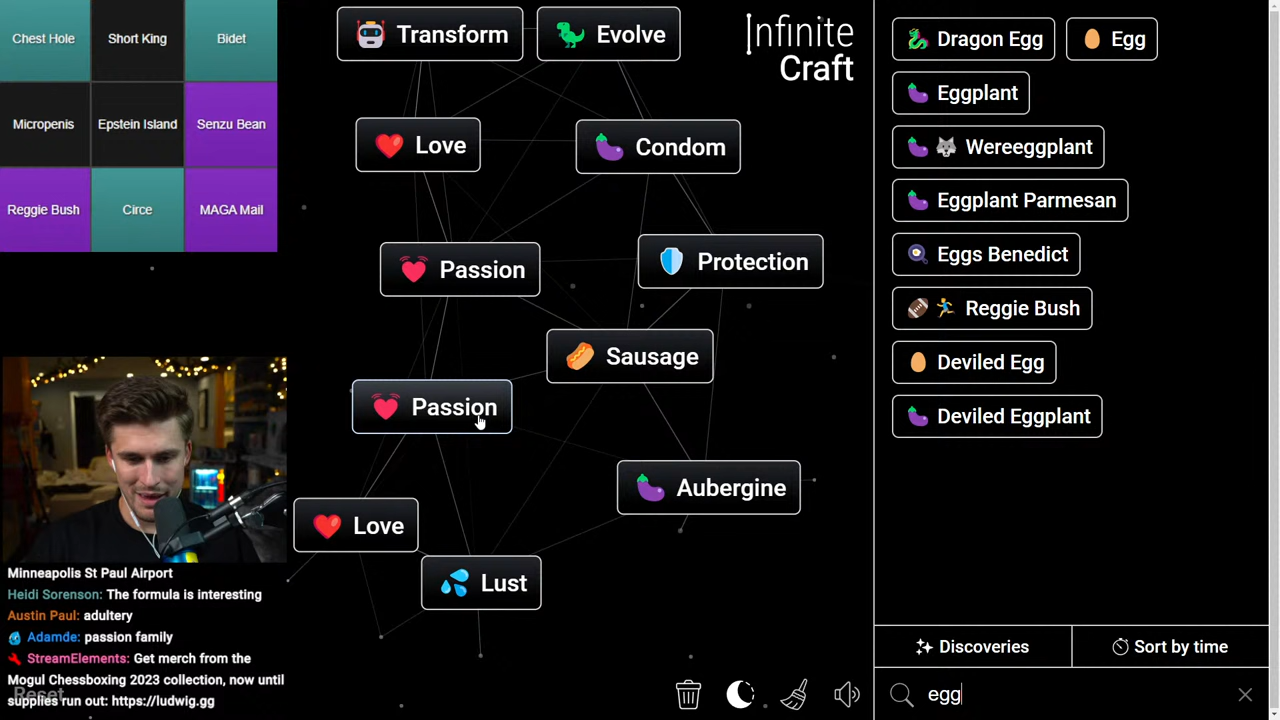 Chest Hole
Short King
Bidet
Micropenis
Epstein Island
Senzu Bean
Reggie Bush
Circe
MAGA Mail
Transform
Evolve
Infinite
Craft
Love
Condom
Passion
Protection
Sausage
Passion
Aubergine
Love
Lust
Dragon Egg
Egg
Eggplant
Wereeggplant
Eggplant Parmesan
Eggs Benedict
Reggie Bush
Deviled Egg
Deviled Eggplant
Discoveries
Sort by time
egg
Minneapolis St Paul Airport
Heidi Sorenson: The formula is interesting
Austin Paul: adultery
Adamde: passion family
StreamElements: Get merch from the
Mogul Chessboxing 2023 collection, now until
supplies run out: https://ludwig.gg
Reset